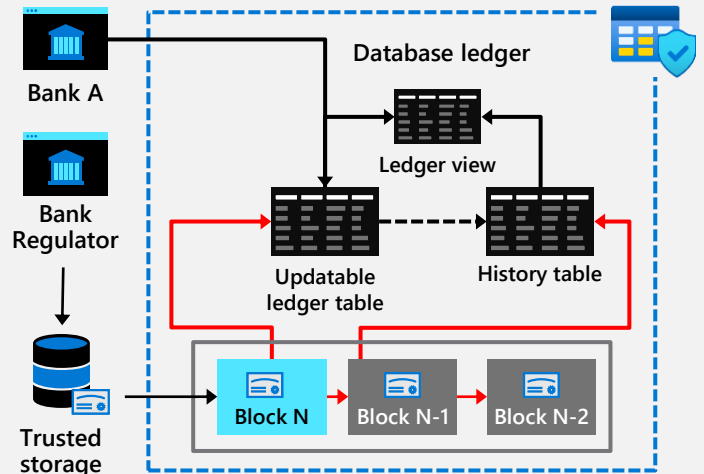 Bank A
Database ledger
Ledger view
Bank
Regulator
Updatable
ledger table
History table
Block N
Block N-1
Block N-2
Trusted
storage